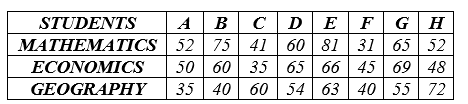 STUDENTS A B C D E F G H
MATHEMATICS 52 75 41 60 81 31 65 52
ECONOMICS 50 60 35 65 66 45 69 48
GEOGRAPHY 35 40 60 54 63 40 55 72